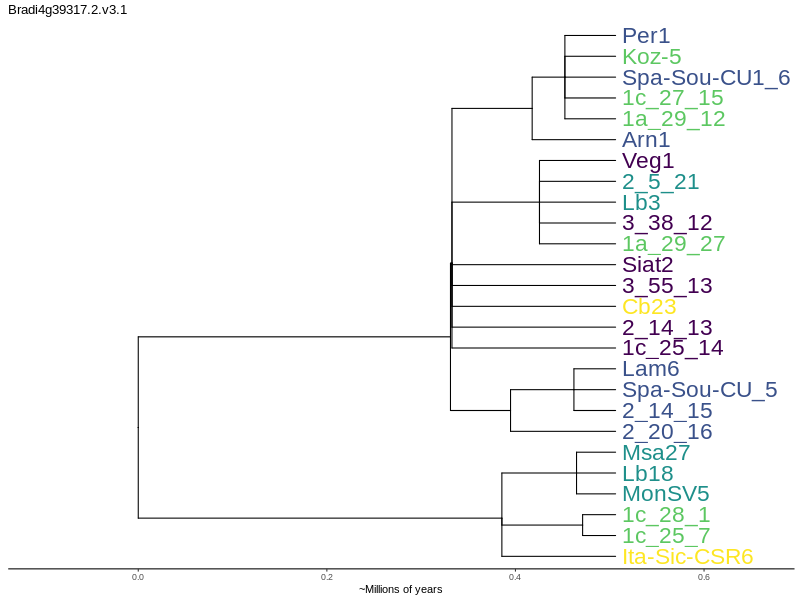 Bradi4g39317.2.v3.1
Per1
Koz-5
Spa-Sou-CU1_6
1c_27_15
1a_29_12
Arn1
Veg1
2_5_21
Lb3
3_38_12
1a_29_27
Siat2
3_55_13
Cb23
2_14_13
1c_25_14
Lam6
Spa-Sou-CU_5
2_14_15
2_20_16
Msa27
Lb18
MonSV5
1c_28_1
1c_25_7
Ita-Sic-CSR6
0.0 0.2 0.4 0.6
~Millions of years